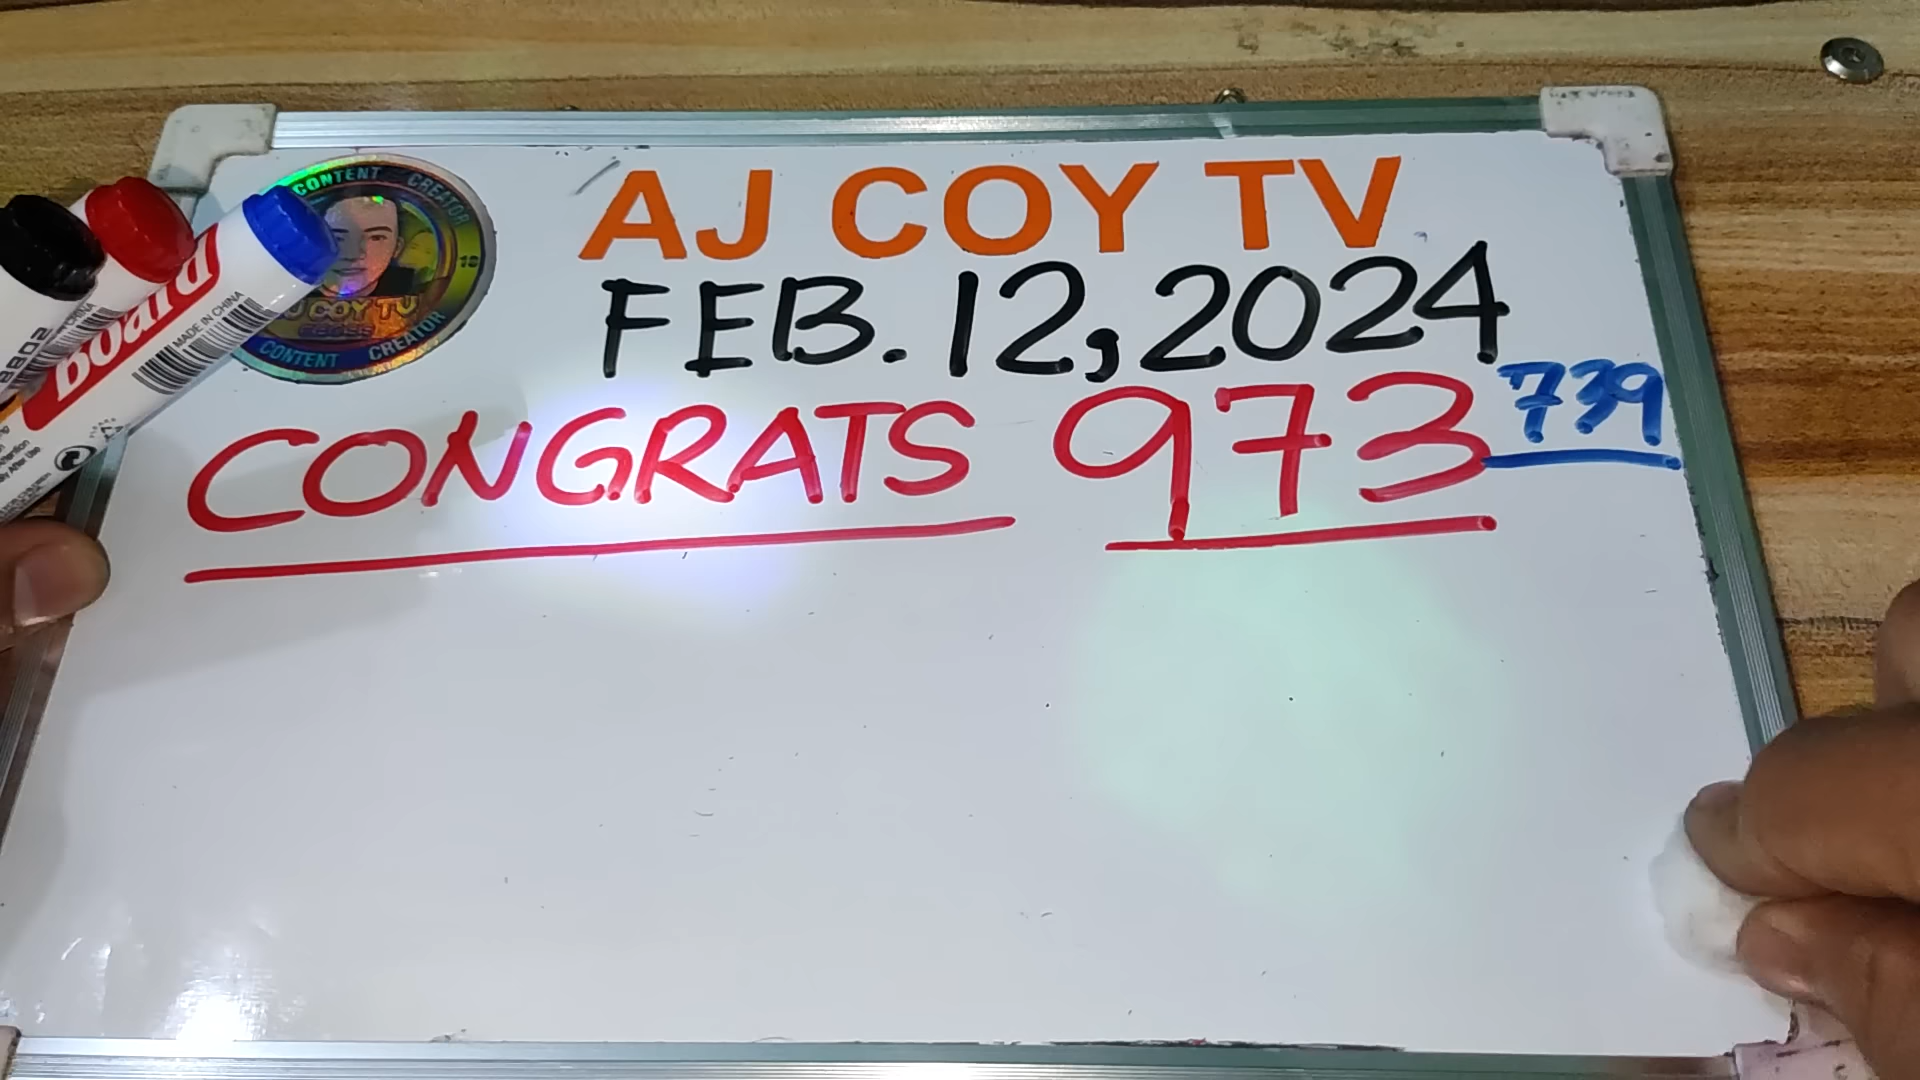 AJ COY TV
FEB. 12, 2024
CONGRATS 973 739
CONTENT CREATOR
COY TV
CONTENT CREATOR
board
MADE IN CHINA